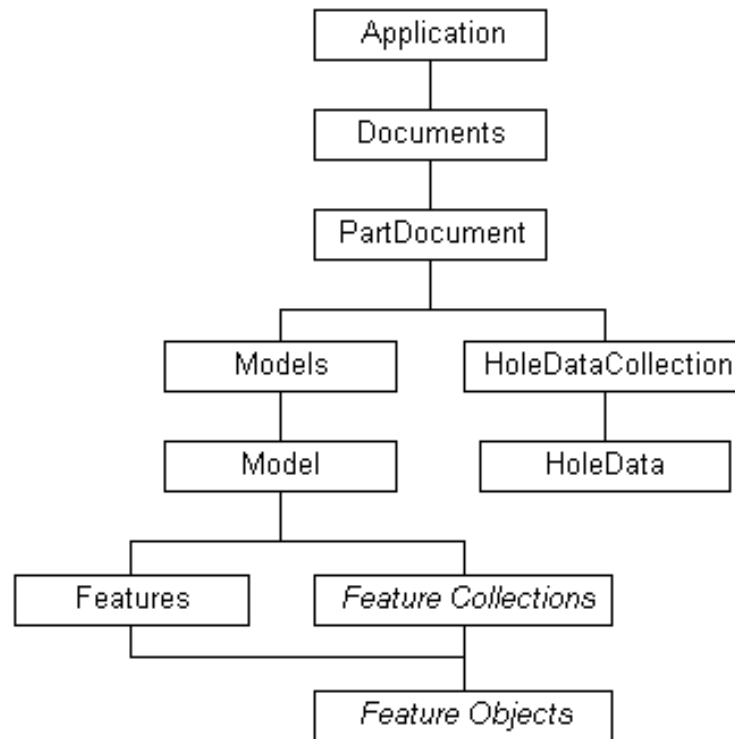 Application
Documents
PartDocument
Models
HoleDataCollection
Model
HoleData
Features
Feature Collections
Feature Objects